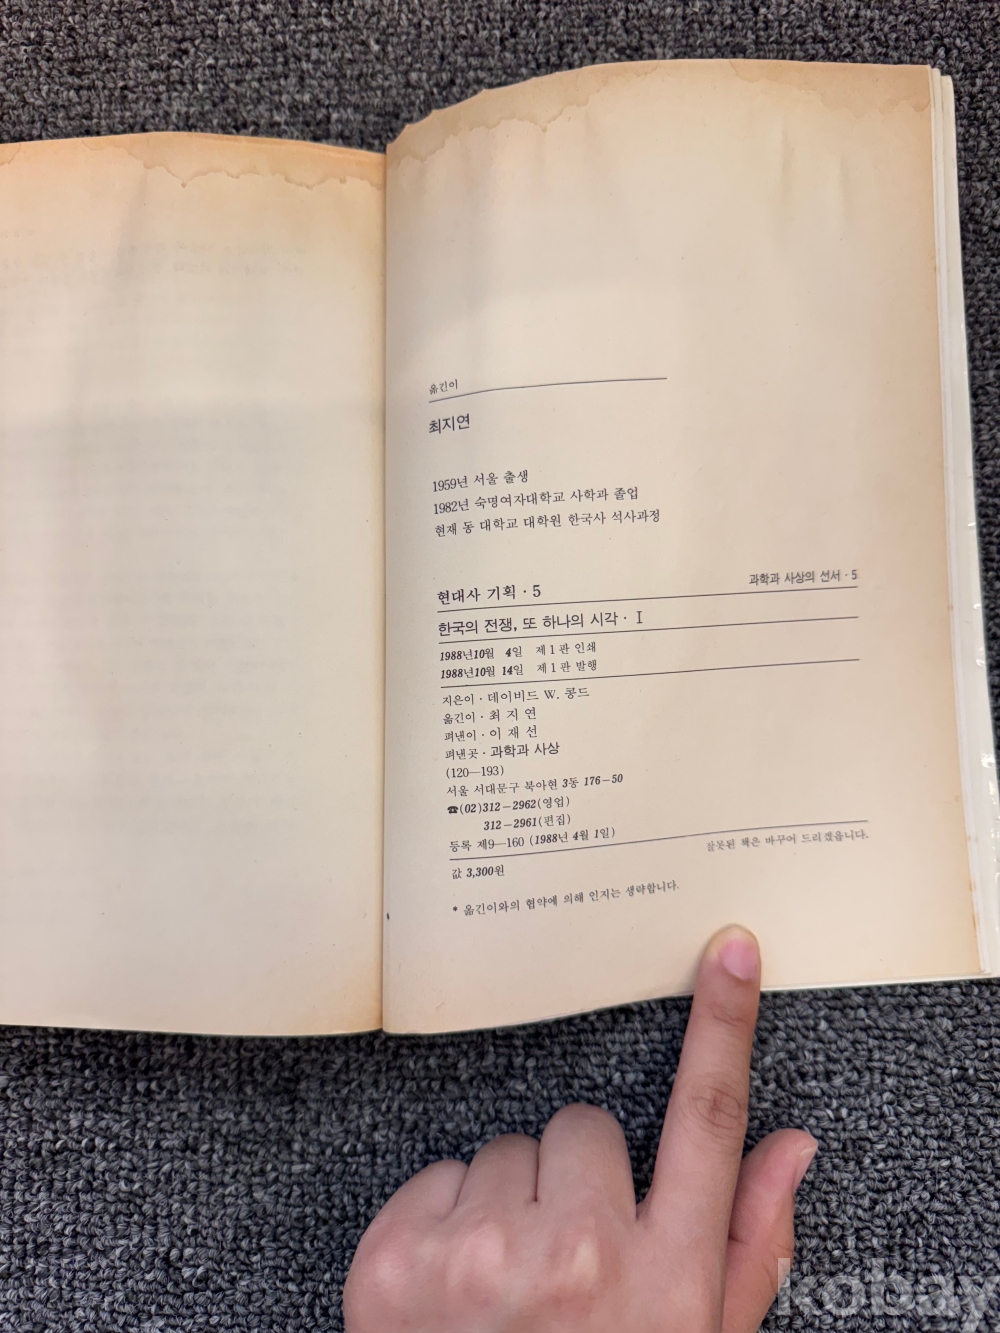 옮긴이
최지연
1959년 서울 출생
1982년 숙명여자대학교 사학과 졸업
현재 동 대학교 대학원 한국사 석사과정
현대사 기획·5
과학과 사상의 선서·5
한국의 전쟁, 또 하나의 시각·Ⅰ
1988년10월 4일 제1판 인쇄
1988년10월 14일 제1판 발행
지은이·데이비드 W. 콩드
옮긴이·최 지 연
펴낸이·이 재 선
펴낸곳·과학과 사상
(120—193)
서울 서대문구 북아현 3동 176－50
☎(02)312－2962(영업)
312－2961(편집)
등록 제9—160 (1988년 4월 1일)
값 3,300원
잘못된 책은 바꾸어 드리겠읍니다.
* 옮긴이와의 협약에 의해 인지는 생략합니다.
kobay